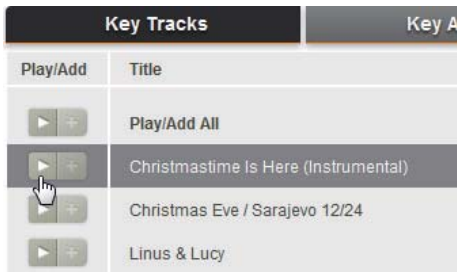 Key Tracks Key A
Play/Add Title
Play/Add All
Christmastime Is Here (Instrumental)
Christmas Eve / Sarajevo 12/24
Linus & Lucy